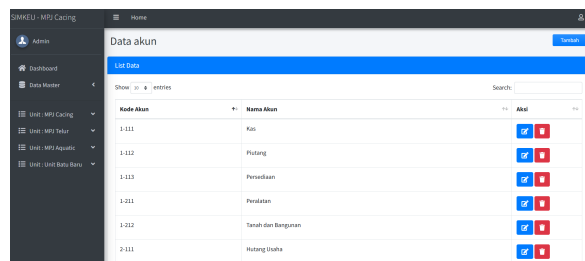 SIMKEU - MPJ Cacing
Home
Admin
Data akun
Tambah
Dashboard
Data Master
List Data
Show 10 entries
Search:
Unit : MPJ Cacing
Unit : MPJ Telur
Unit : MPJ Aquatic
Unit : Unit Batu Baru
Kode Akun Nama Akun Aksi
1-111 Kas
1-112 Piutang
1-113 Persediaan
1-211 Peralatan
1-212 Tanah dan Bangunan
2-111 Hutang Usaha